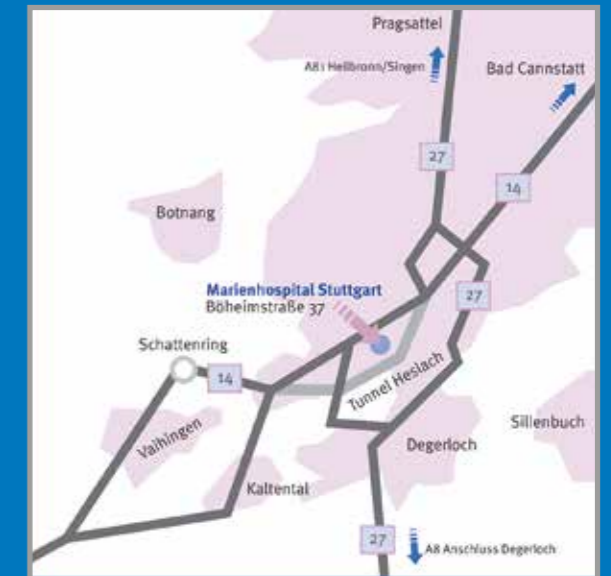 Pragsattel
A81 Heilbronn/Singen
Bad Cannstatt
27
14
Botnang
Marienhospital Stuttgart
Böheimstraße 37
27
Schattenring
14
Tunnel Heslach
Vaihingen
Sillenbuch
Degerloch
Kaltental
27
A8 Anschluss Degerloch